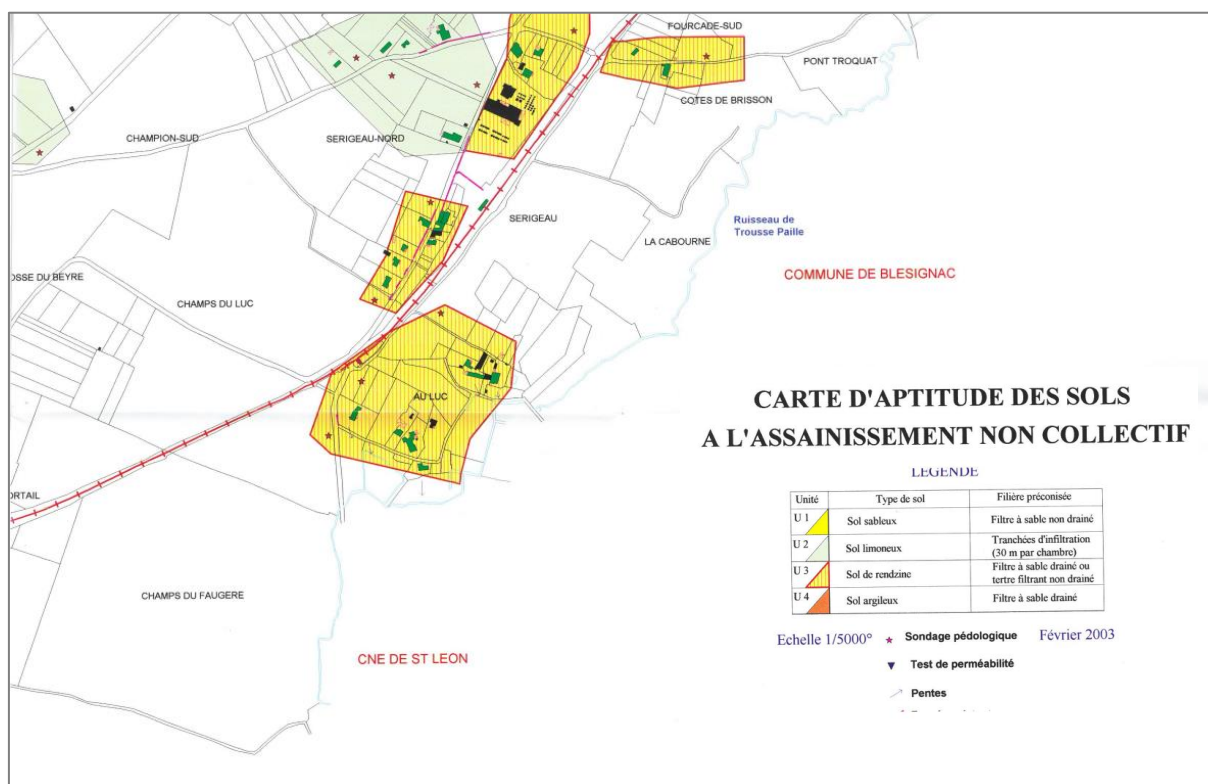 FOURCADE-SUD
PONT TROQUAT
COTES DE BRISSON
CHAMPION-SUD
SERIGEAU-NORD
SERIGEAU
Ruisseau de
Trousse Paille
LA CABOURNE
OSSE DU BEYRE
COMMUNE DE BLESIGNAC
CHAMPS DU LUC
AU LUC
CARTE D'APTITUDE DES SOLS
A L'ASSAINISSEMENT NON COLLECTIF
LEGENDE
Unité Type de sol Filière préconisée
U 1 Sol sableux Filtre à sable non drainé
U 2 Sol limoneux Tranchées d'infiltration
(30 m par chambre)
U 3 Sol de rendzine Filtre à sable drainé ou
tertre filtrant non drainé
U 4 Sol argileux Filtre à sable drainé
ORTAIL
CHAMPS DU FAUGERE
CNE DE ST LEON
Echelle 1/5000° Sondage pédologique Février 2003
Test de perméabilité
Pentes